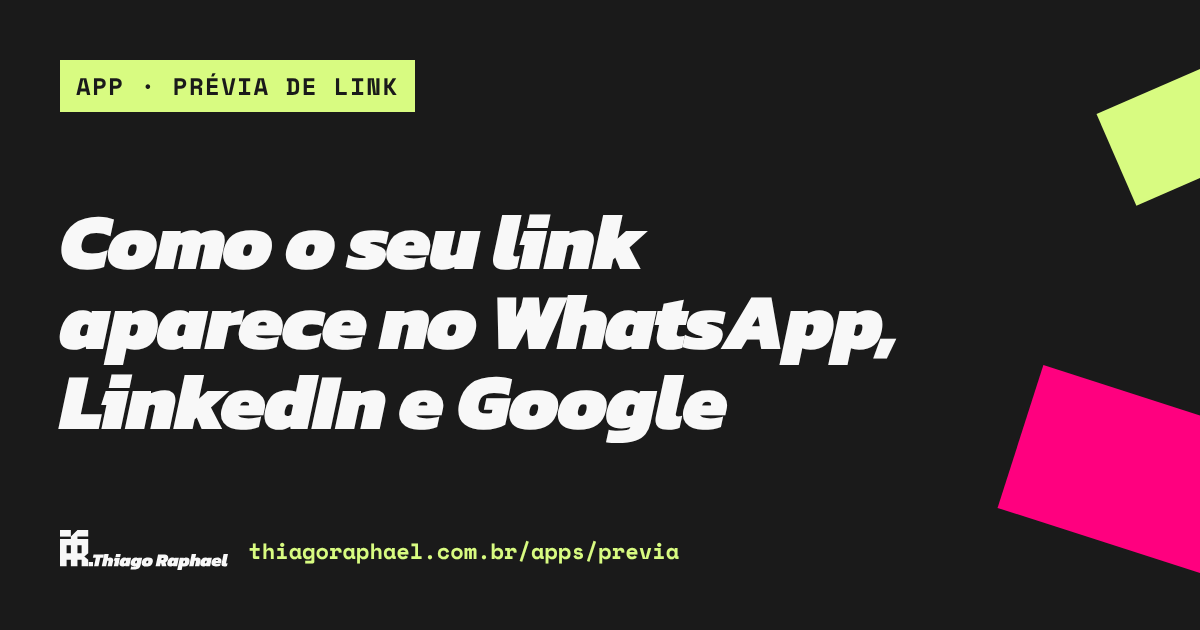 APP · PRÉVIA DE LINK
Como o seu link
aparece no WhatsApp,
LinkedIn e Google
Thiago Raphael
thiagoraphael.com.br/apps/previa